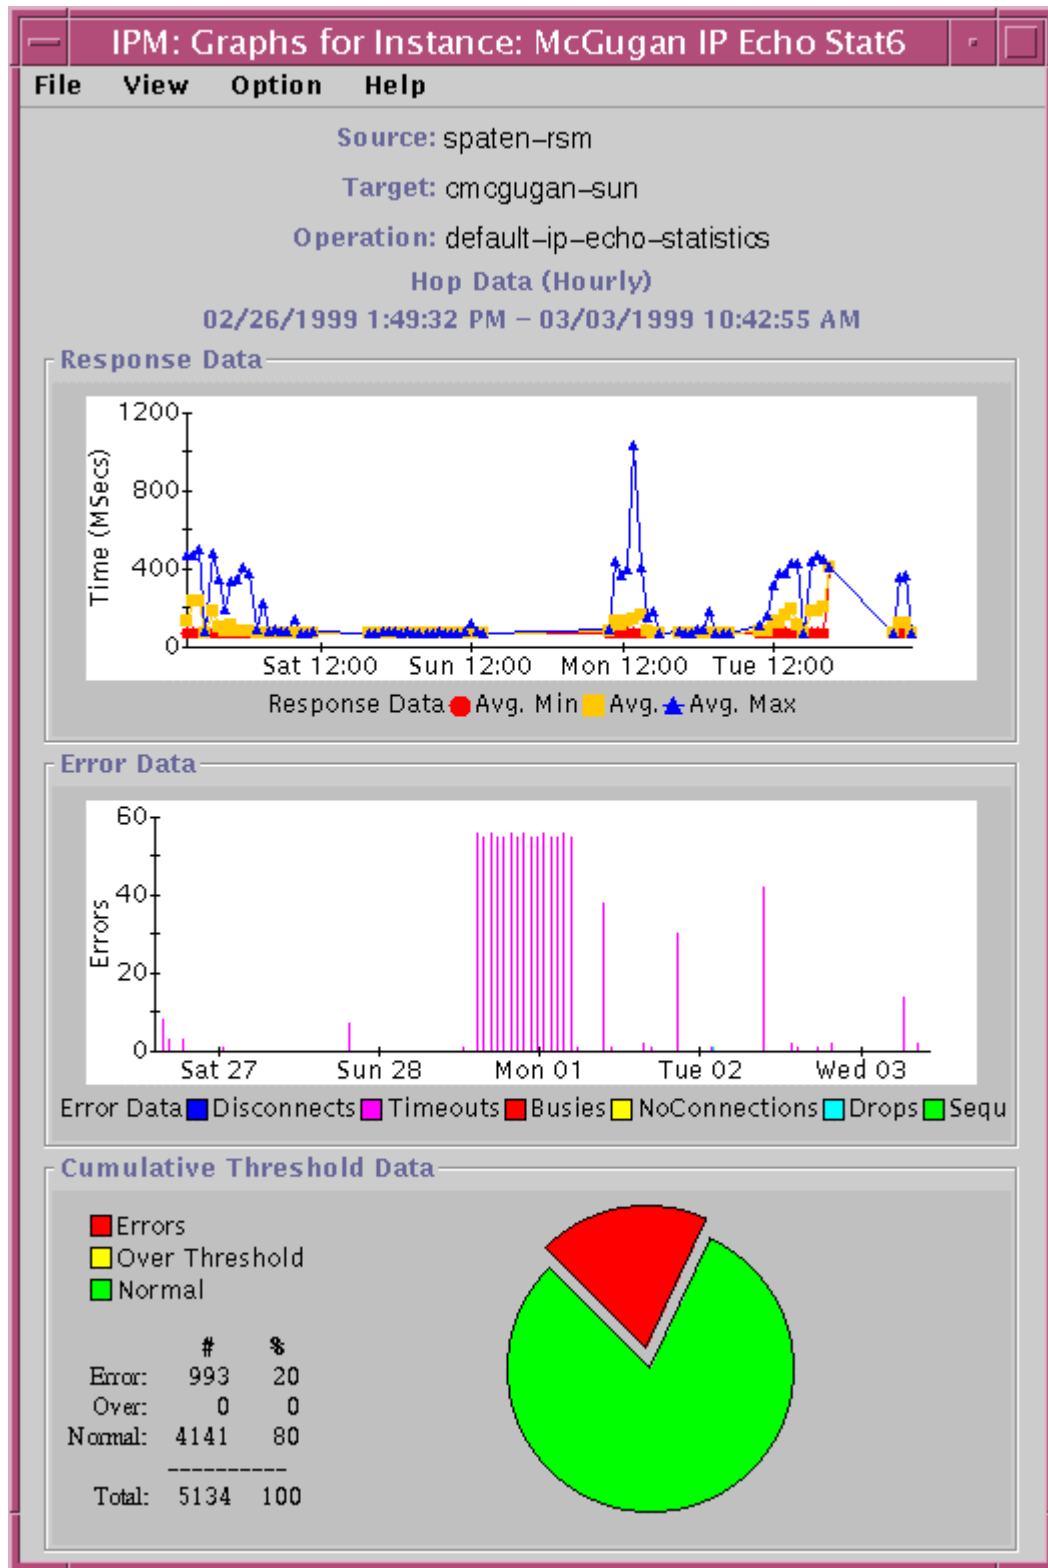 IPM: Graphs for Instance: McGugan IP Echo Stat6
File View Option Help
Source: spaten-rsm
Target: cmcgugan-sun
Operation: default-ip-echo-statistics
Hop Data (Hourly)
02/26/1999 1:49:32 PM – 03/03/1999 10:42:55 AM
Response Data
Time (MSecs)
1200
800
400
0
Sat 12:00 Sun 12:00 Mon 12:00 Tue 12:00
Response Data Avg. Min Avg. Avg. Max
Error Data
Errors
60
40
20
0
Sat 27 Sun 28 Mon 01 Tue 02 Wed 03
Error Data Disconnects Timeouts Busies NoConnections Drops Sequ
Cumulative Threshold Data
Errors
Over Threshold
Normal
# %
Error: 993 20
Over: 0 0
Normal: 4141 80
----------
Total: 5134 100